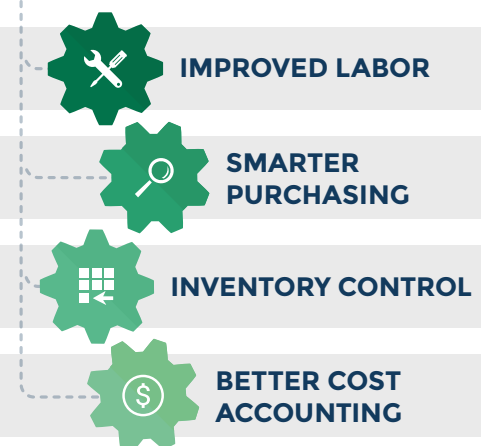 IMPROVED LABOR
SMARTER
PURCHASING
INVENTORY CONTROL
$
BETTER COST
ACCOUNTING